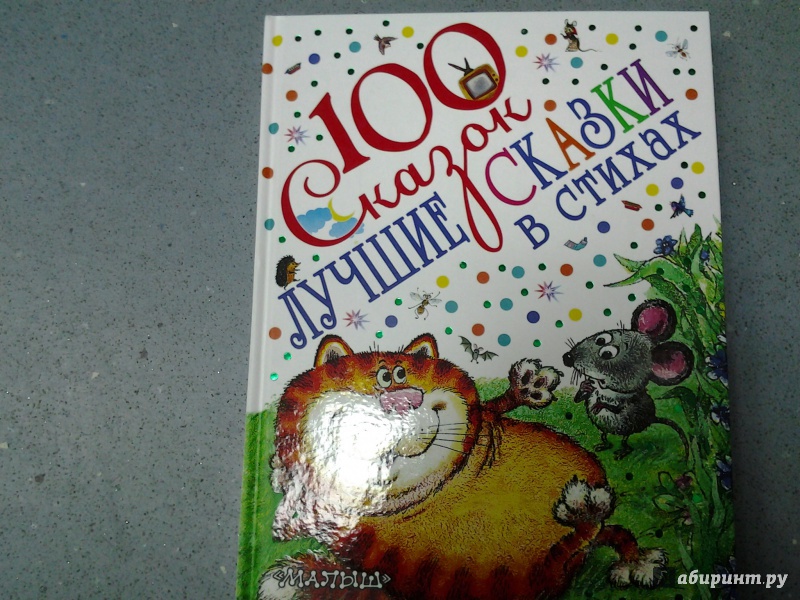 100
Сказок
ЛУЧШИЕ СКАЗКИ
В СТИХАХ
«МАЛЫШ»
абиринт.ру